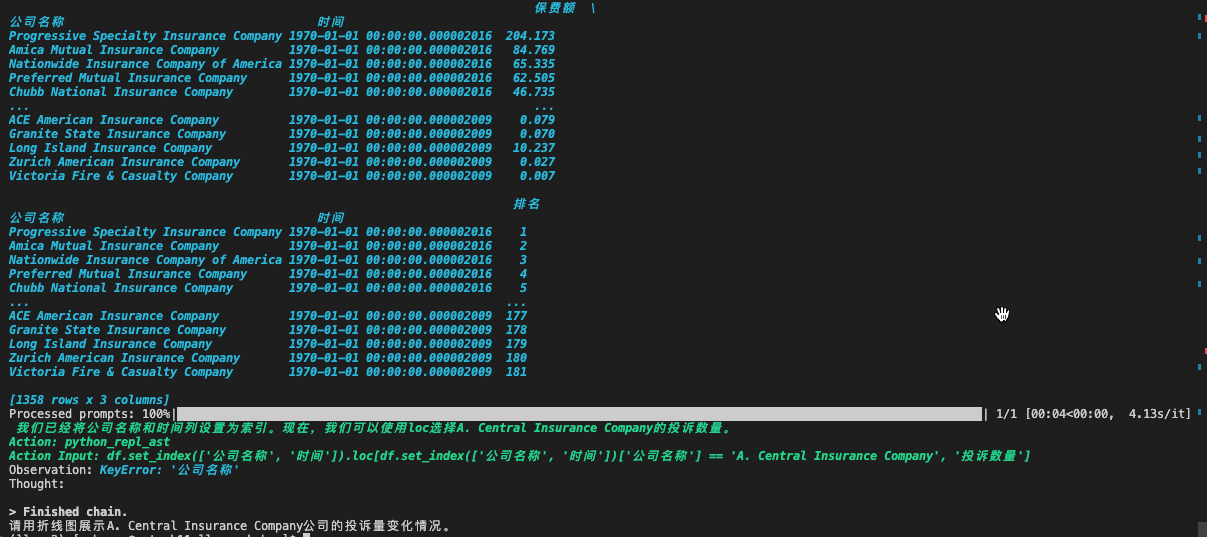 保费额 \
公司名称 时间
Progressive Specialty Insurance Company 1970-01-01 00:00:00.000002016 204.173
Amica Mutual Insurance Company 1970-01-01 00:00:00.000002016 84.769
Nationwide Insurance Company of America 1970-01-01 00:00:00.000002016 65.335
Preferred Mutual Insurance Company 1970-01-01 00:00:00.000002016 62.505
Chubb National Insurance Company 1970-01-01 00:00:00.000002016 46.735
... ...
ACE American Insurance Company 1970-01-01 00:00:00.000002009 0.079
Granite State Insurance Company 1970-01-01 00:00:00.000002009 0.070
Long Island Insurance Company 1970-01-01 00:00:00.000002009 10.237
Zurich American Insurance Company 1970-01-01 00:00:00.000002009 0.027
Victoria Fire & Casualty Company 1970-01-01 00:00:00.000002009 0.007
排名
公司名称 时间
Progressive Specialty Insurance Company 1970-01-01 00:00:00.000002016 1
Amica Mutual Insurance Company 1970-01-01 00:00:00.000002016 2
Nationwide Insurance Company of America 1970-01-01 00:00:00.000002016 3
Preferred Mutual Insurance Company 1970-01-01 00:00:00.000002016 4
Chubb National Insurance Company 1970-01-01 00:00:00.000002016 5
... ...
ACE American Insurance Company 1970-01-01 00:00:00.000002009 177
Granite State Insurance Company 1970-01-01 00:00:00.000002009 178
Long Island Insurance Company 1970-01-01 00:00:00.000002009 179
Zurich American Insurance Company 1970-01-01 00:00:00.000002009 180
Victoria Fire & Casualty Company 1970-01-01 00:00:00.000002009 181
[1358 rows x 3 columns]
Processed prompts: 100%| | 1/1 [00:04<00:00, 4.13s/it]
我们已经将公司名称和时间列设置为索引。现在，我们可以使用loc选择A. Central Insurance Company的投诉数量。
Action: python_repl_ast
Action Input: df.set_index(['公司名称', '时间']).loc[df.set_index(['公司名称', '时间'])['公司名称'] == 'A. Central Insurance Company', '投诉数量']
Observation: KeyError: '公司名称'
Thought:
> Finished chain.
请用折线图展示A. Central Insurance Company公司的投诉量变化情况。